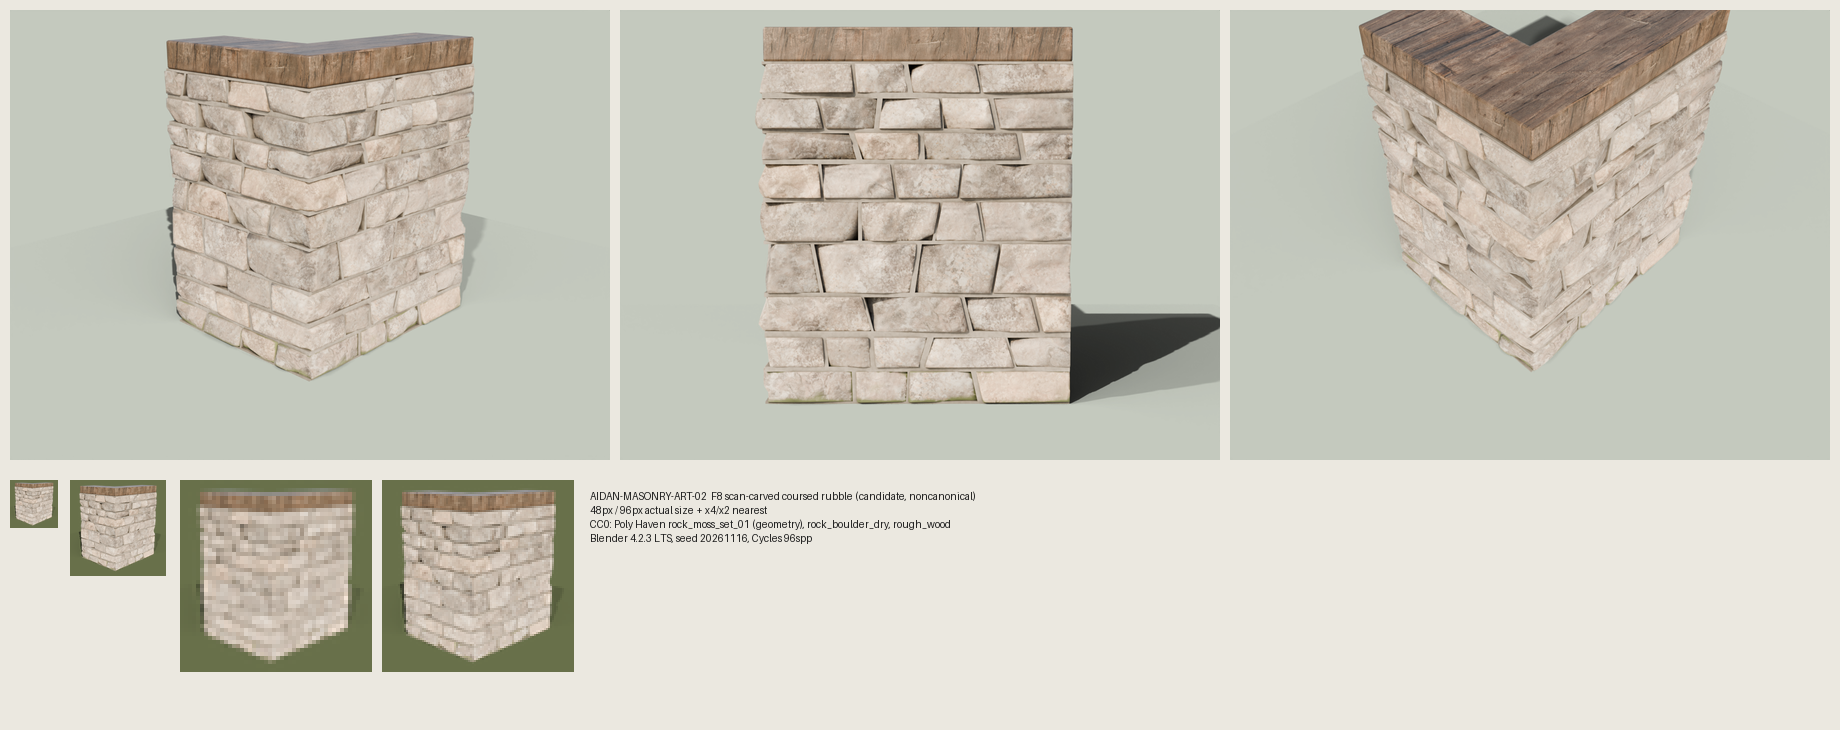 AIDAN-MASONRY-ART-02 F8 scan-carved coursed rubble (candidate, noncanonical)
48px / 96px actual size + x4/x2 nearest
CC0: Poly Haven rock_moss_set_01 (geometry), rock_boulder_dry, rough_wood
Blender 4.2.3 LTS, seed 20261116, Cycles 96spp